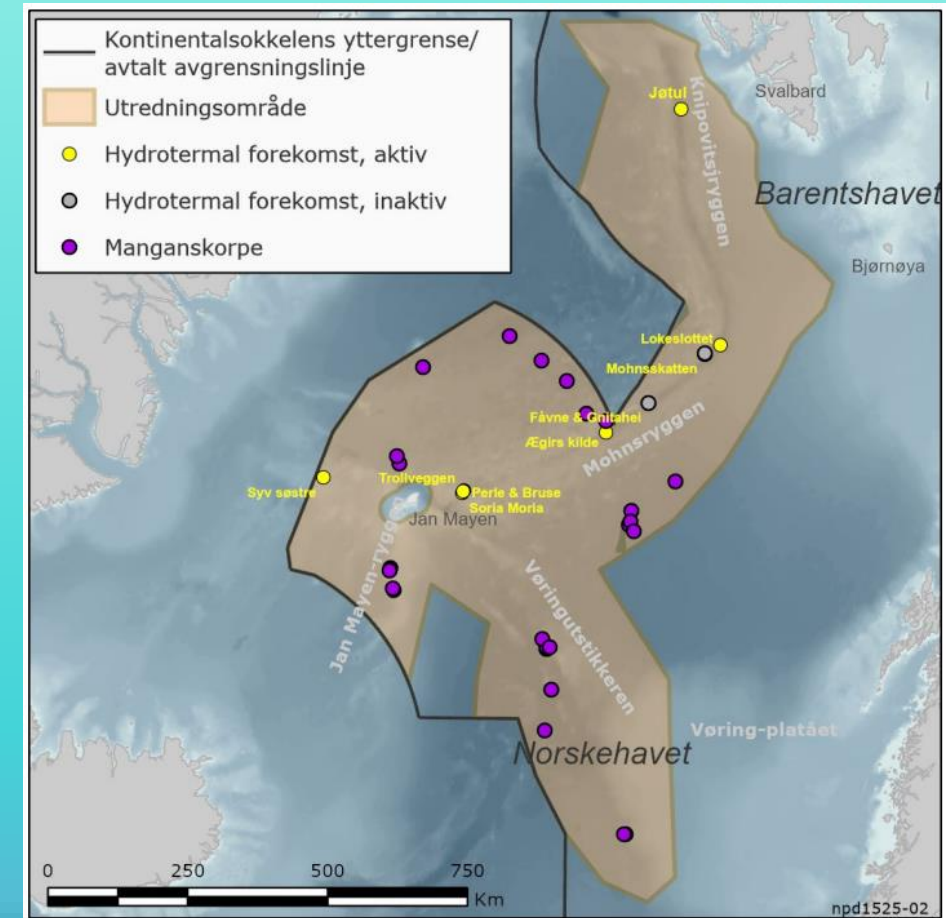 Kontinentalsokkelens yttergrense/
avtalt avgrensningslinje
Utredningsområde
Hydrotermal forekomst, aktiv
Hydrotermal forekomst, inaktiv
Manganskorpe
Jøtul
Svalbard
Knipovitsjryggen
Barentshavet
Bjørnøya
Lokeslottet
Mohnsskatten
Fåvne & Gnitahei
Ægirs kilde
Mohnsryggen
Syv søstre
Trollveggen
Perle & Bruse
Soria Moria
Jan Mayen
Jan Mayen-ryggen
Vøringutstikkeren
Vøring-platået
Norskehavet
0 250 500 750
Km
npd1525-02